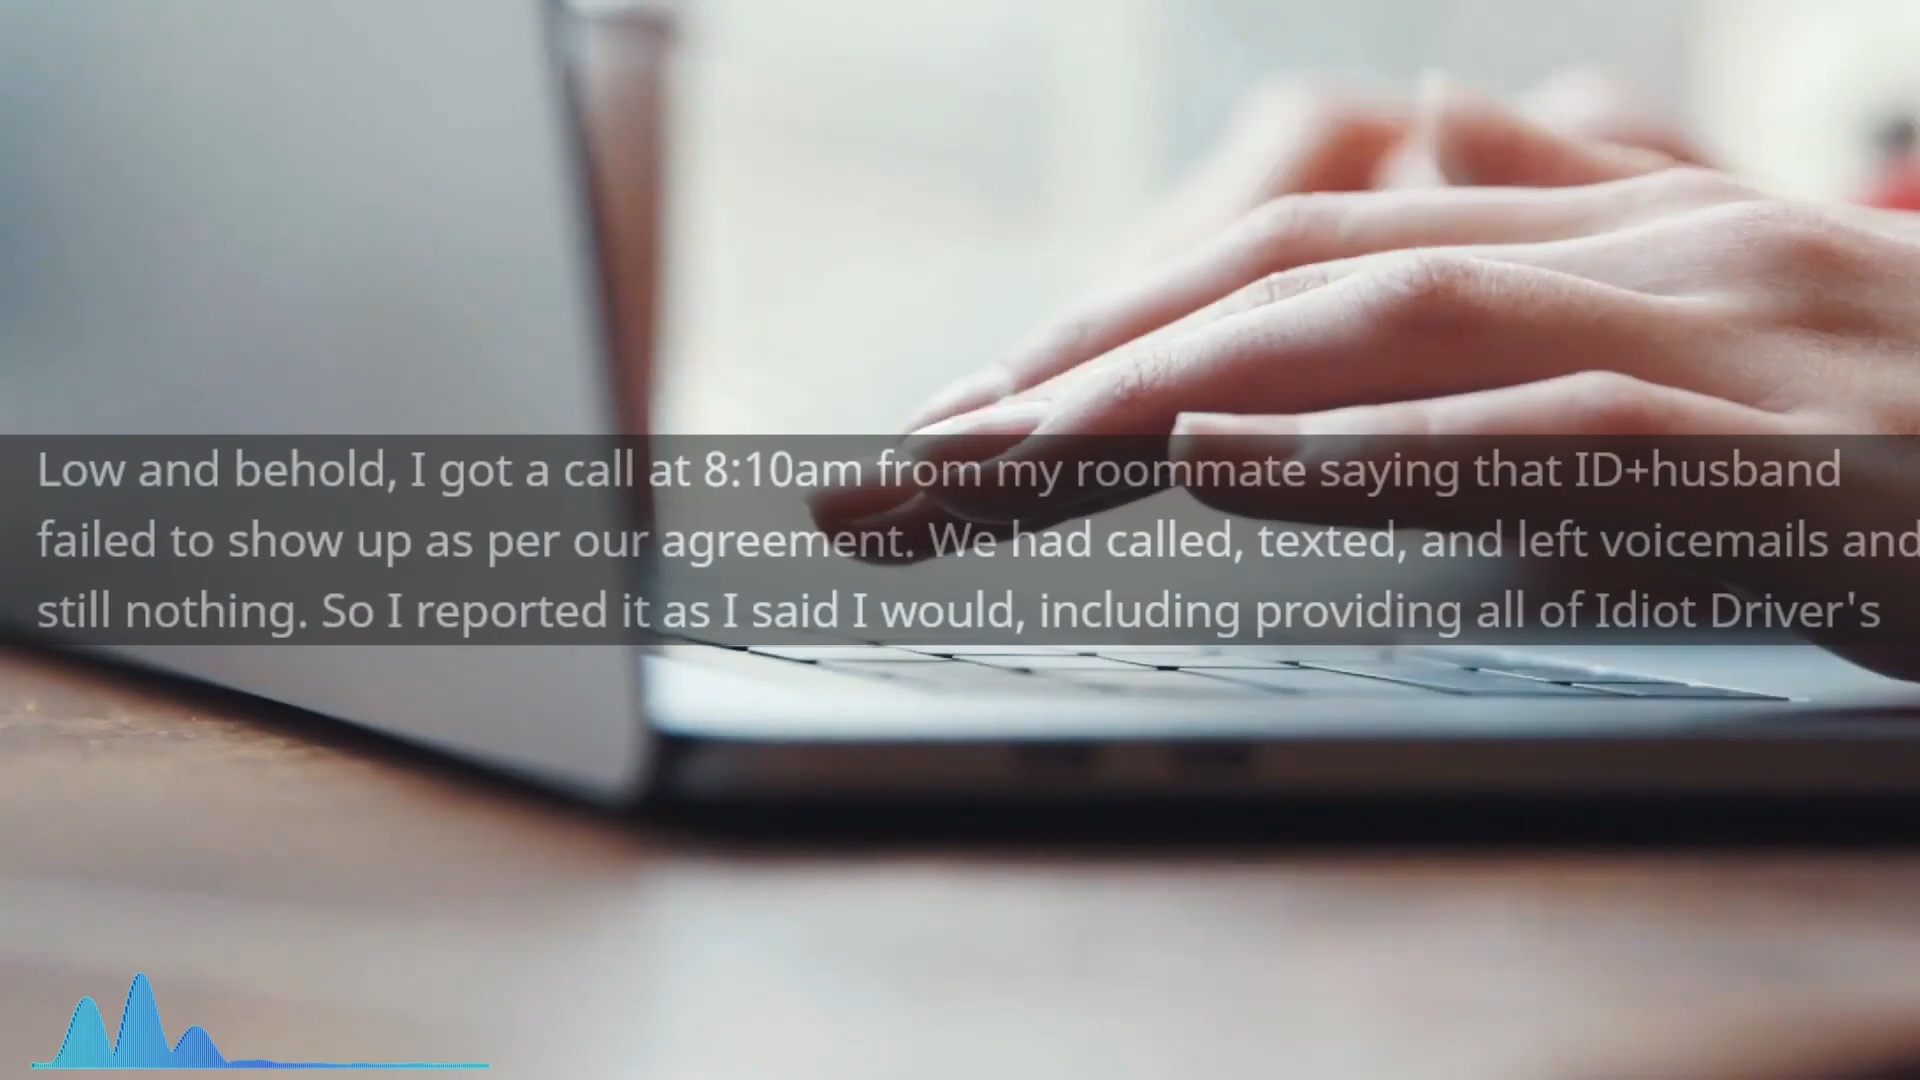 Low and behold, I got a call at 8:10am from my roommate saying that ID+husband
failed to show up as per our agreement. We had called, texted, and left voicemails and
still nothing. So I reported it as I said I would, including providing all of Idiot Driver's